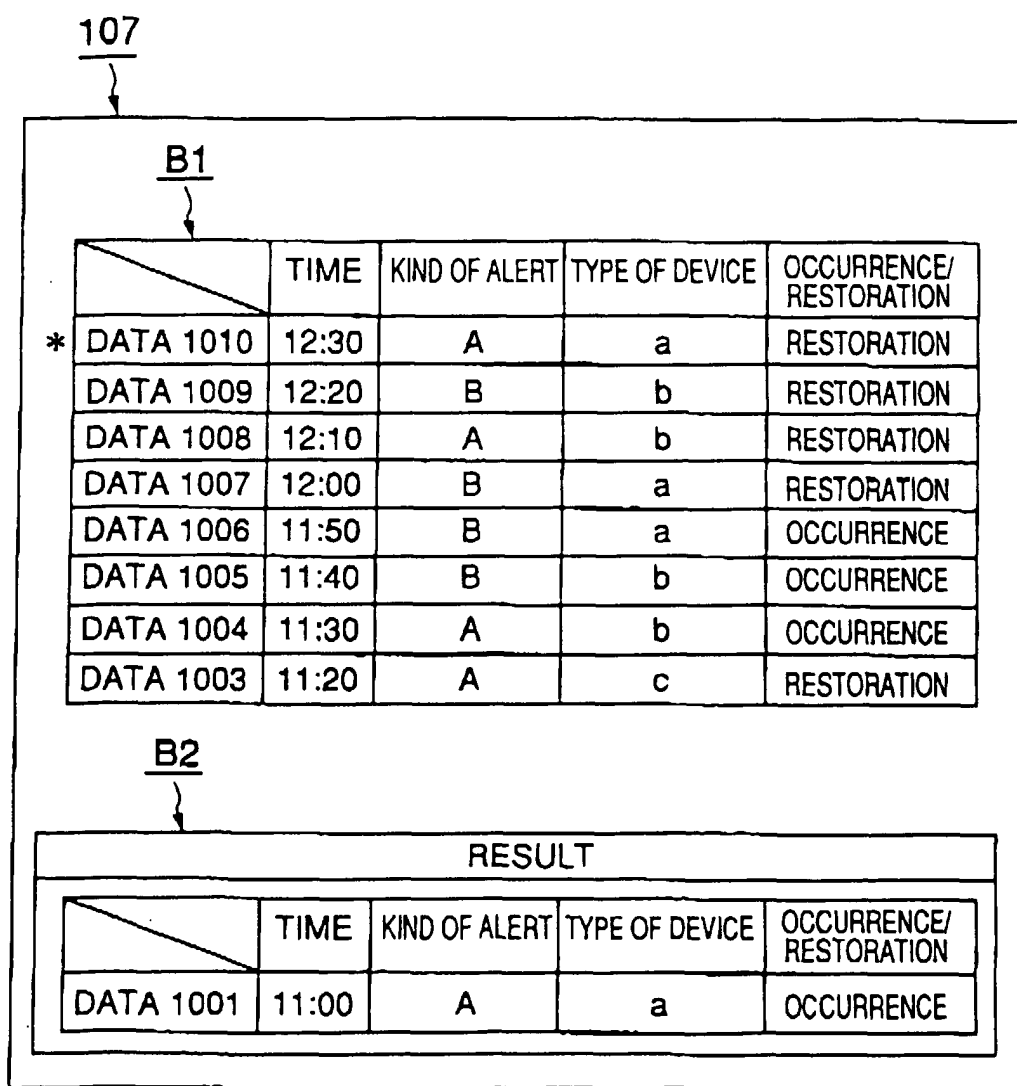 107
B1
TIME KIND OF ALERT TYPE OF DEVICE OCCURRENCE/
RESTORATION
* DATA 1010 12:30 A a RESTORATION
DATA 1009 12:20 B b RESTORATION
DATA 1008 12:10 A b RESTORATION
DATA 1007 12:00 B a RESTORATION
DATA 1006 11:50 B a OCCURRENCE
DATA 1005 11:40 B b OCCURRENCE
DATA 1004 11:30 A b OCCURRENCE
DATA 1003 11:20 A c RESTORATION
B2
RESULT
TIME KIND OF ALERT TYPE OF DEVICE OCCURRENCE/
RESTORATION
DATA 1001 11:00 A a OCCURRENCE